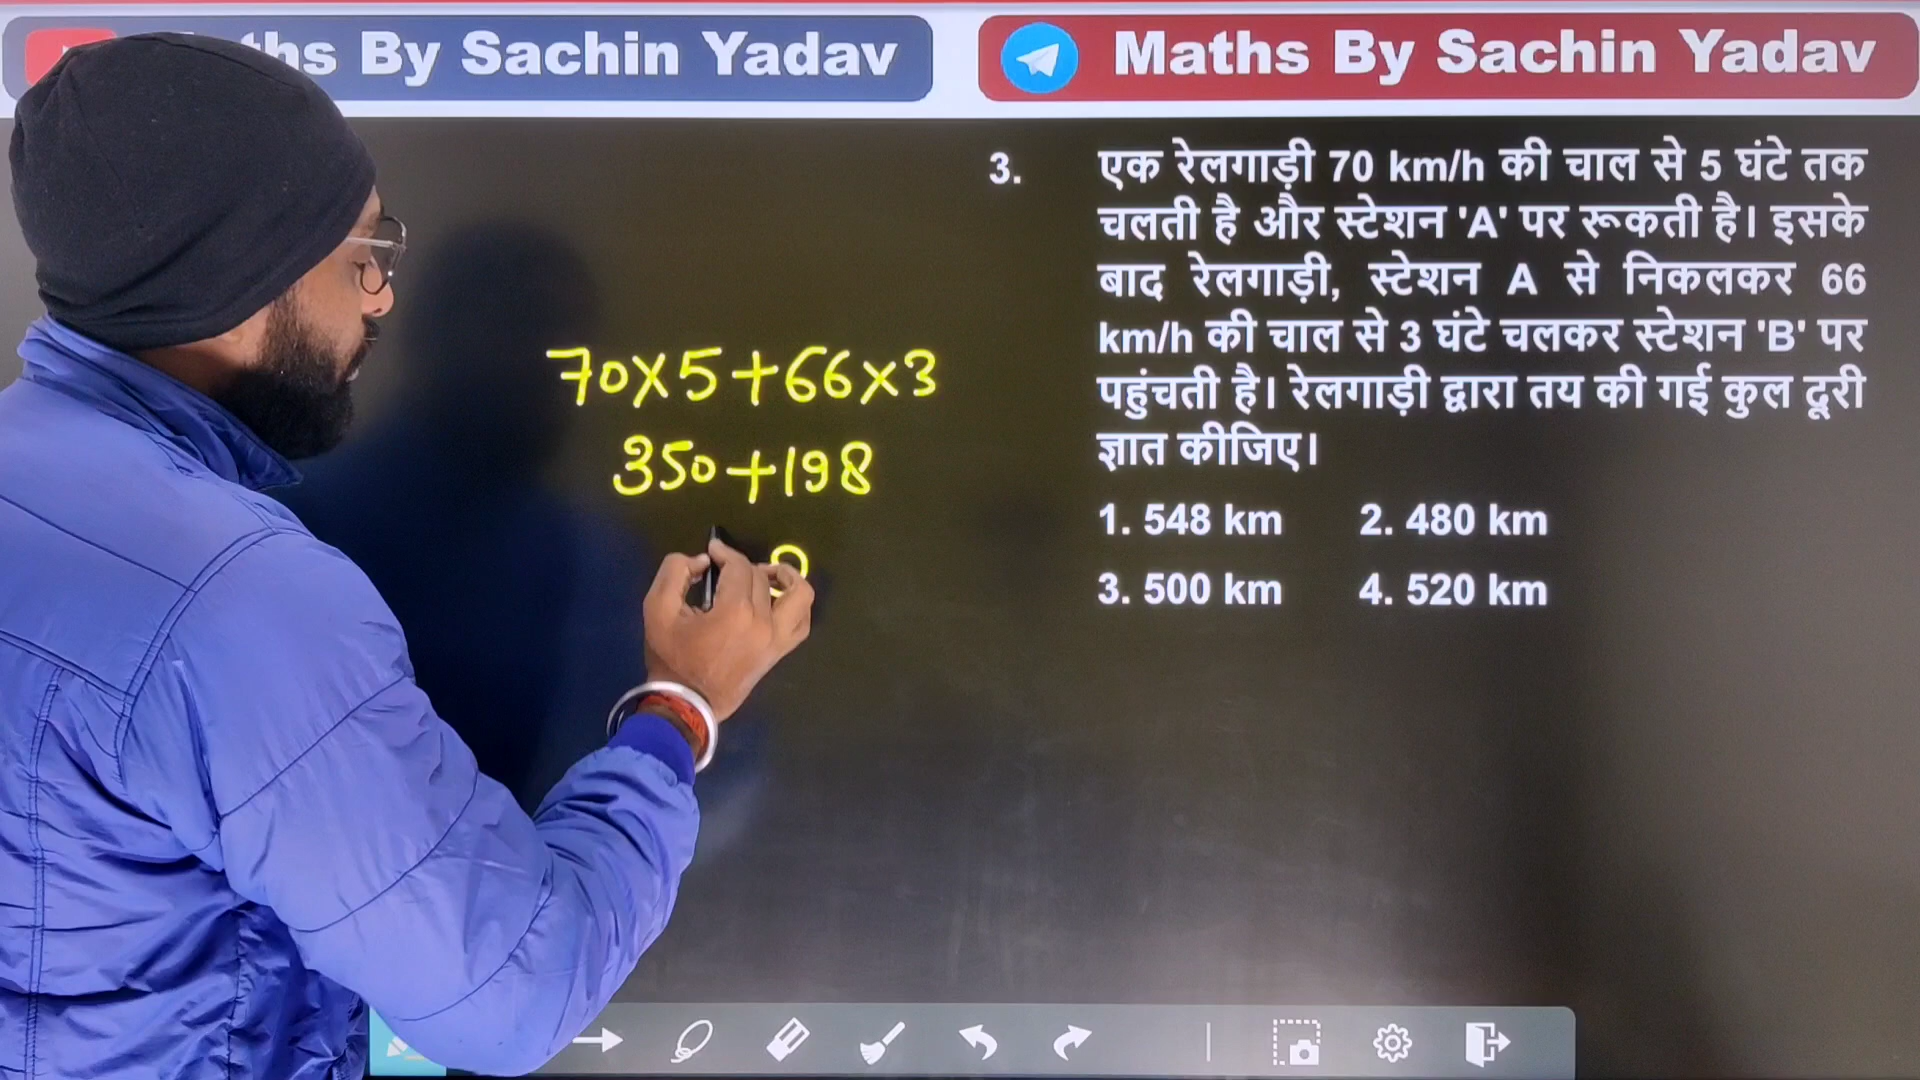 ths By Sachin Yadav
Maths By Sachin Yadav
70×5+66×3
350+198
3. एक रेलगाड़ी 70 km/h की चाल से 5 घंटे तक
चलती है और स्टेशन 'A' पर रूकती है। इसके
बाद रेलगाड़ी, स्टेशन A से निकलकर 66
km/h की चाल से 3 घंटे चलकर स्टेशन 'B' पर
पहुंचती है। रेलगाड़ी द्वारा तय की गई कुल दूरी
ज्ञात कीजिए।
1. 548 km 2. 480 km
3. 500 km 4. 520 km